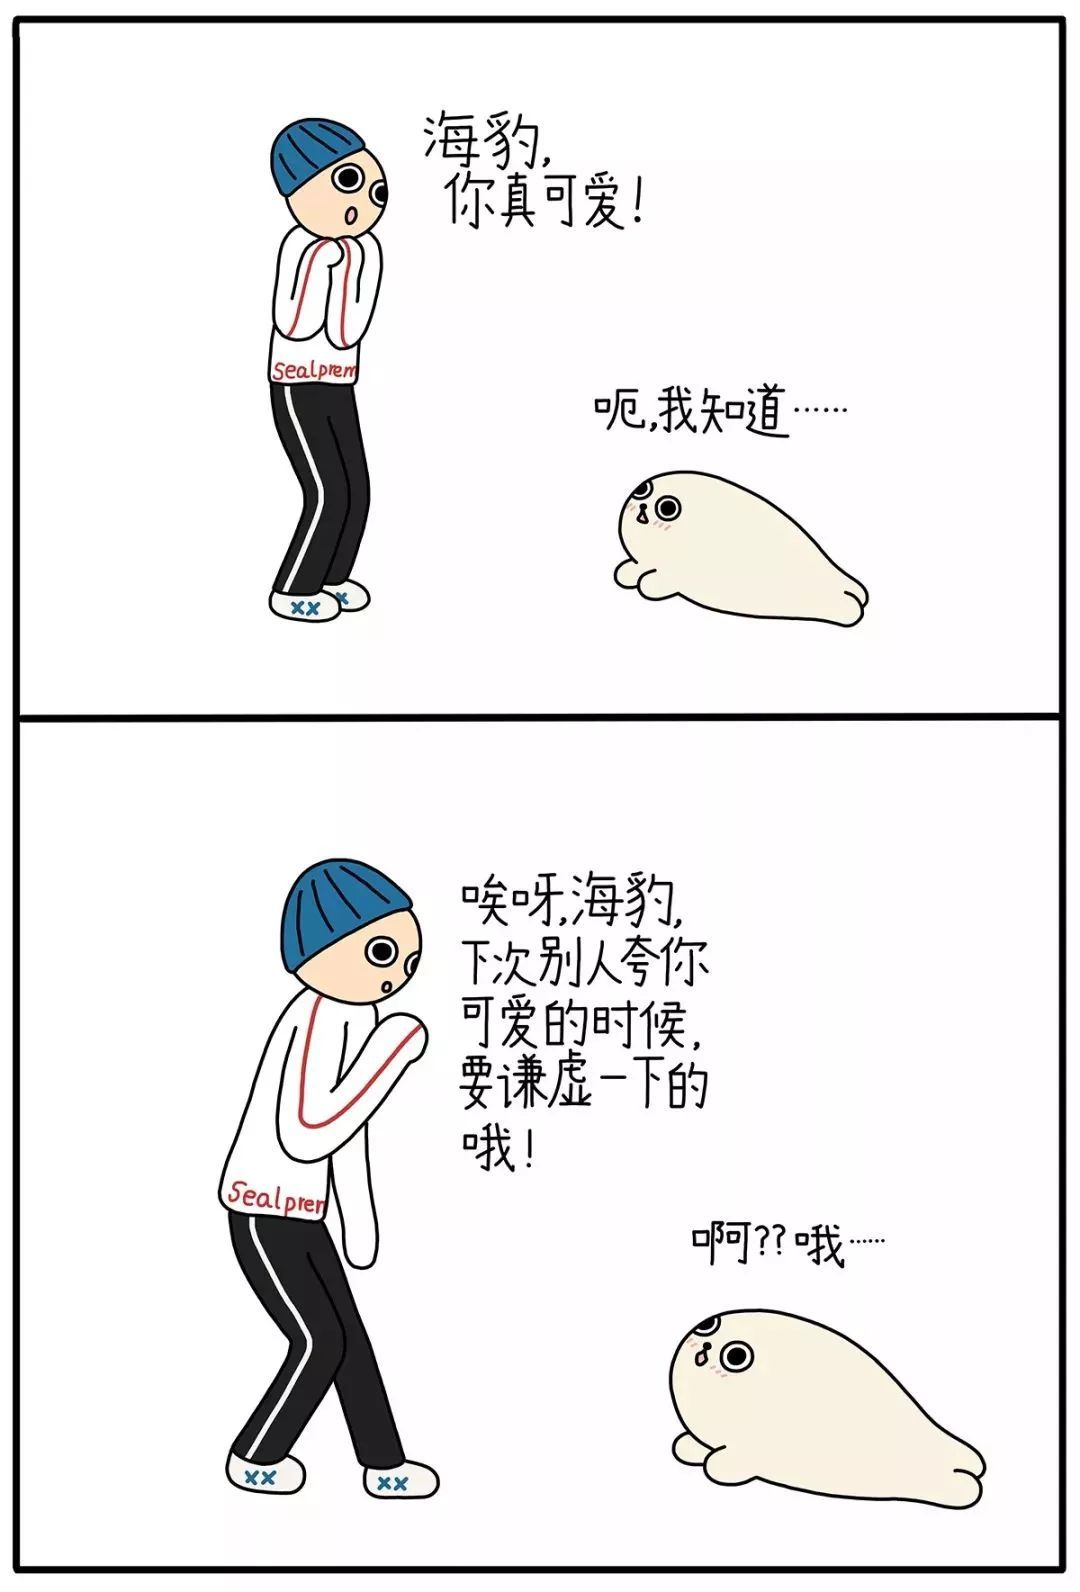 海豹,
你真可爱!
Sealprem
呃,我知道……
唉呀,海豹,
下次别人夸你
可爱的时候,
要谦虚一下的
哦!
Sealprem
啊??哦……